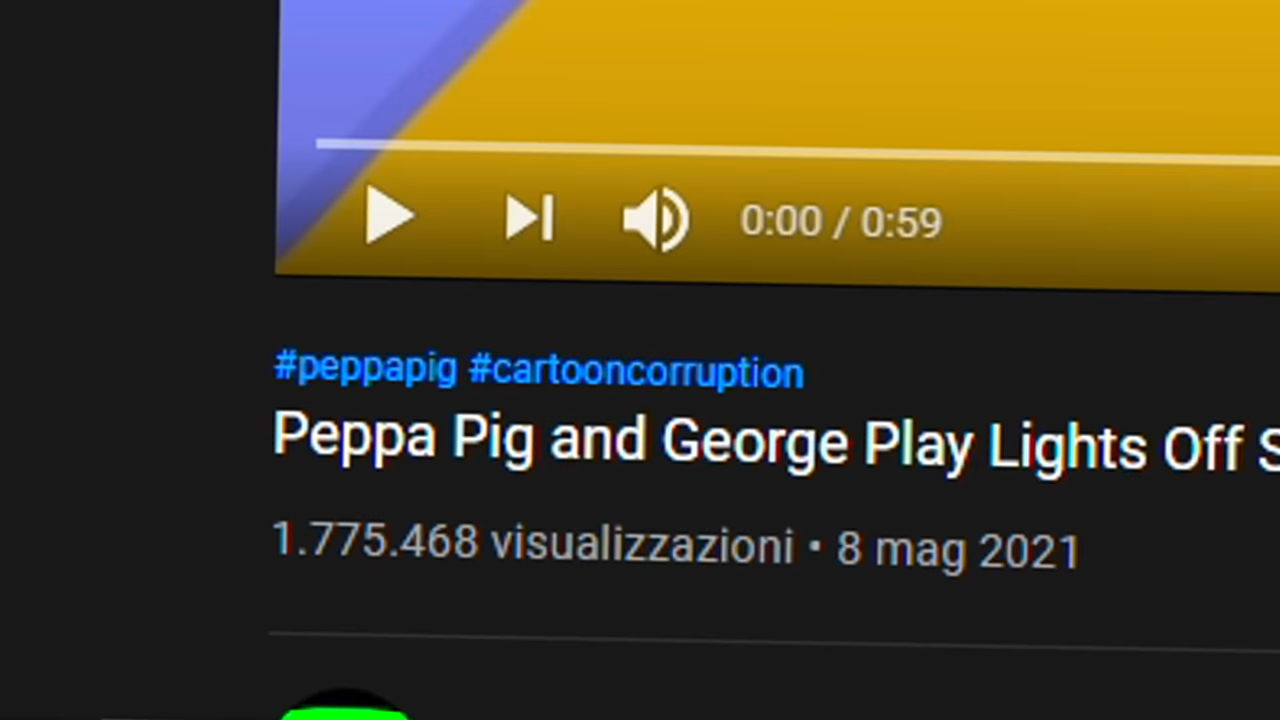 0:00 / 0:59
#peppapig #cartooncorruption
Peppa Pig and George Play Lights Off
1.775.468 visualizzazioni • 8 mag 2021